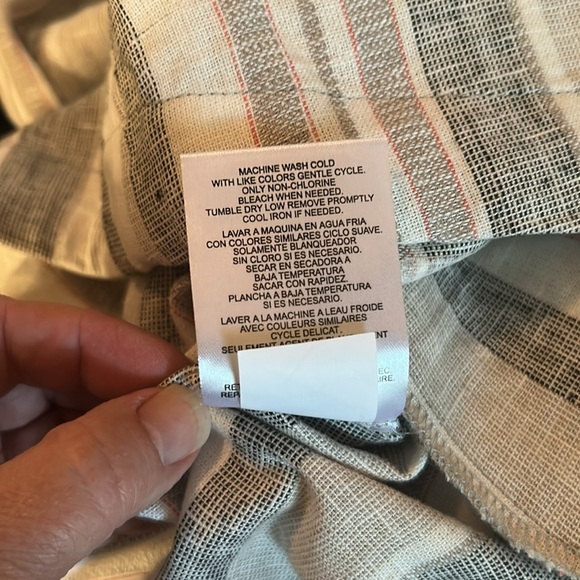 MACHINE WASH COLD
WITH LIKE COLORS GENTLE CYCLE.
ONLY NON-CHLORINE
BLEACH WHEN NEEDED.
TUMBLE DRY LOW REMOVE PROMPTLY
COOL IRON IF NEEDED.
LAVAR A MAQUINA EN AGUA FRIA
CON COLORES SIMILARES CICLO SUAVE.
SOLAMENTE BLANQUEADOR
SIN CLORO SI ES NECESARIO.
SECAR EN SECADORA A
BAJA TEMPERATURA
SACAR CON RAPIDEZ.
PLANCHA A BAJA TEMPERATURA
SI ES NECESARIO.
LAVER A LA MACHINE A L EAU FROIDE
AVEC COULEURS SIMILAIRES
CYCLE DELICAT.
SEULEMENT AGENT